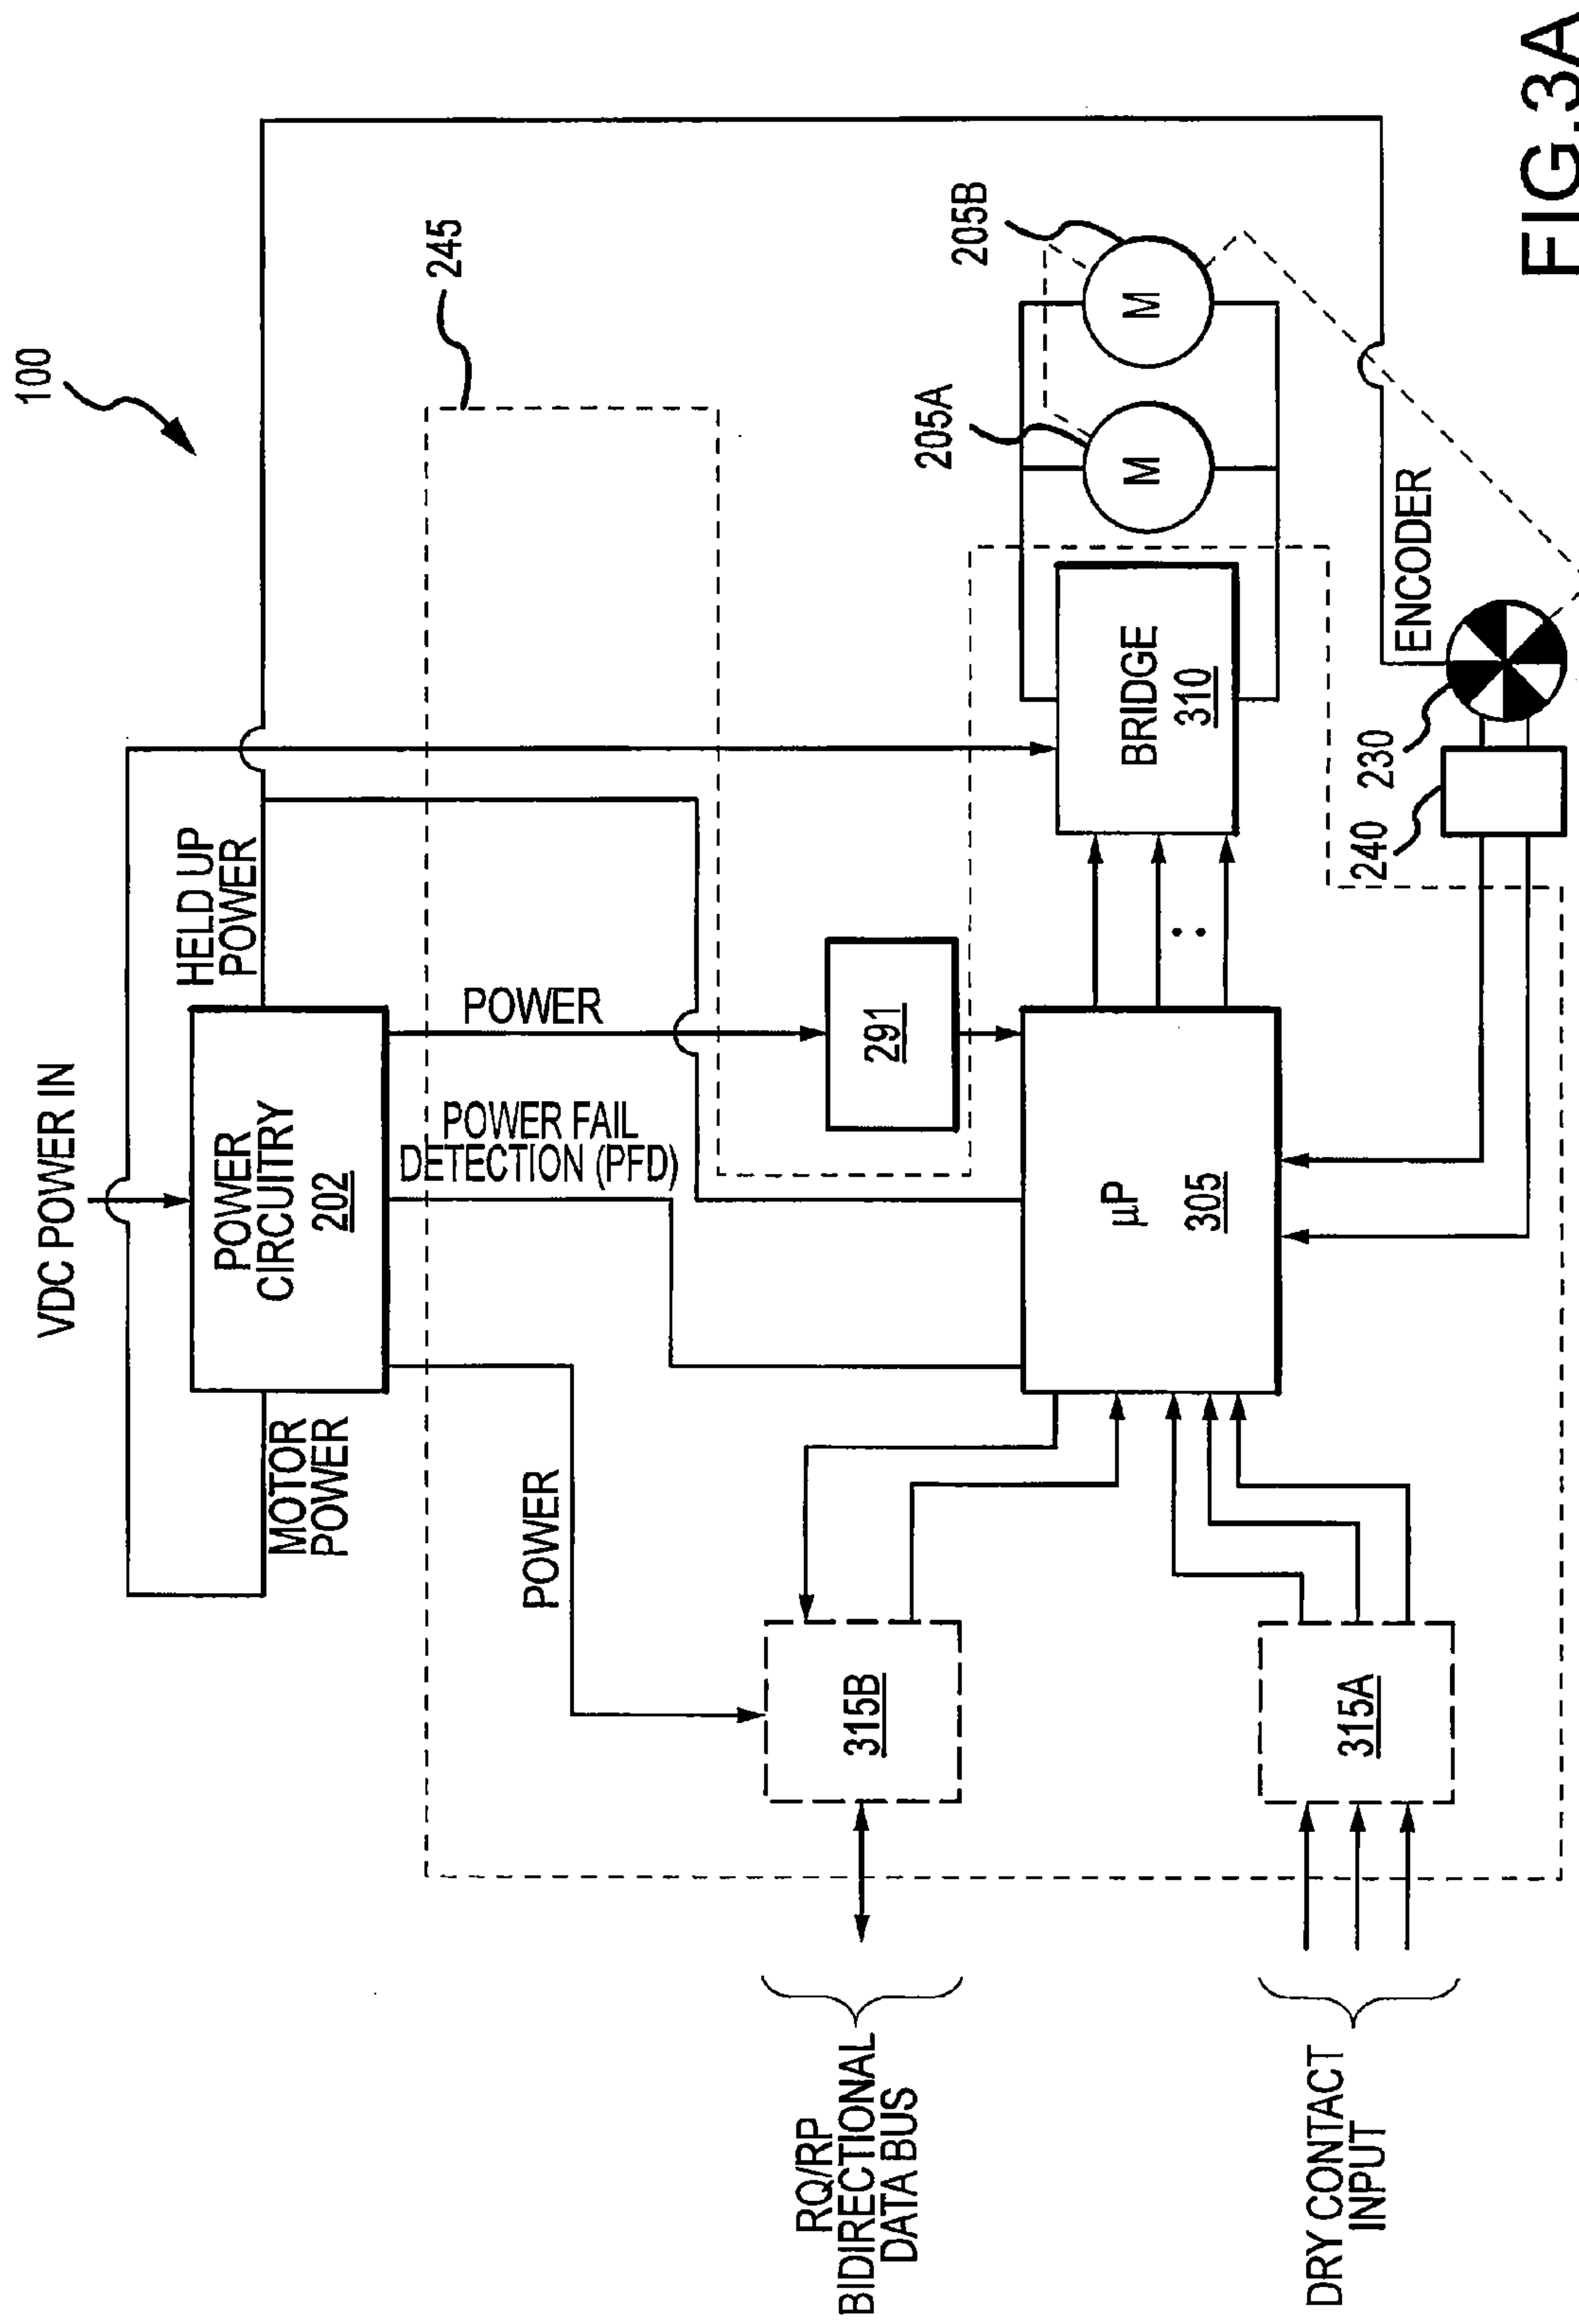 100
VDC POWER IN
HELD UP
POWER
MOTOR
POWER
POWER
CIRCUITRY
202
245
POWER
POWER FAIL
DETECTION (PFD)
POWER
291
205B
205A
M
M
BRIDGE
310
µP
305
315B
315A
RQ/RP
BIDIRECTIONAL
DATA BUS
DRY CONTACT
INPUT
ENCODER
230
240
FIG.3A